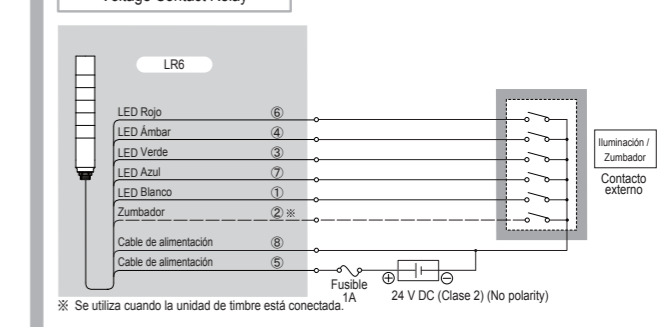 Voltage Contact Relay
LR6
LED Rojo ⑥
LED Ámbar ④
LED Verde ③
LED Azul ⑦
LED Blanco ①
Zumbador ②※
Cable de alimentación ⑧
Cable de alimentación ⑤
Iluminación /
Zumbador
Contacto
externo
Fusible
1A
⊕ ⊖
24 V DC (Clase 2) (No polarity)
※ Se utiliza cuando la unidad de timbre está conectada.